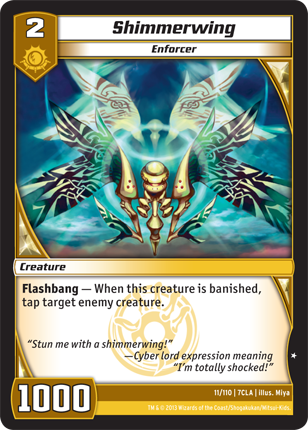 2
Shimmerwing
Enforcer
Creature
Flashbang — When this creature is banished,
tap target enemy creature.
"Stun me with a shimmerwing!"
—Cyber lord expression meaning
"I'm totally shocked!"
1000
11/110 | 7CLA | illus. Miya
TM & © 2013 Wizards of the Coast/Shogakukan/Mitsui-Kids